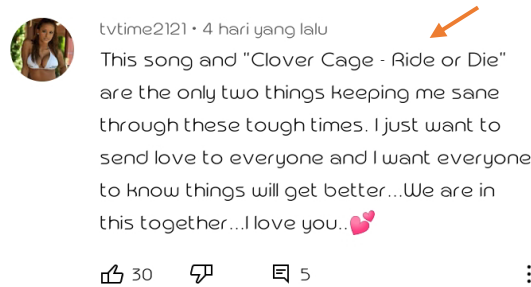 tvtime2121 • 4 hari yang lalu
This song and "Clover Cage - Ride or Die"
are the only two things keeping me sane
through these tough times. I just want to
send love to everyone and I want everyone
to know things will get better...We are in
this together...I love you..💕
30 5